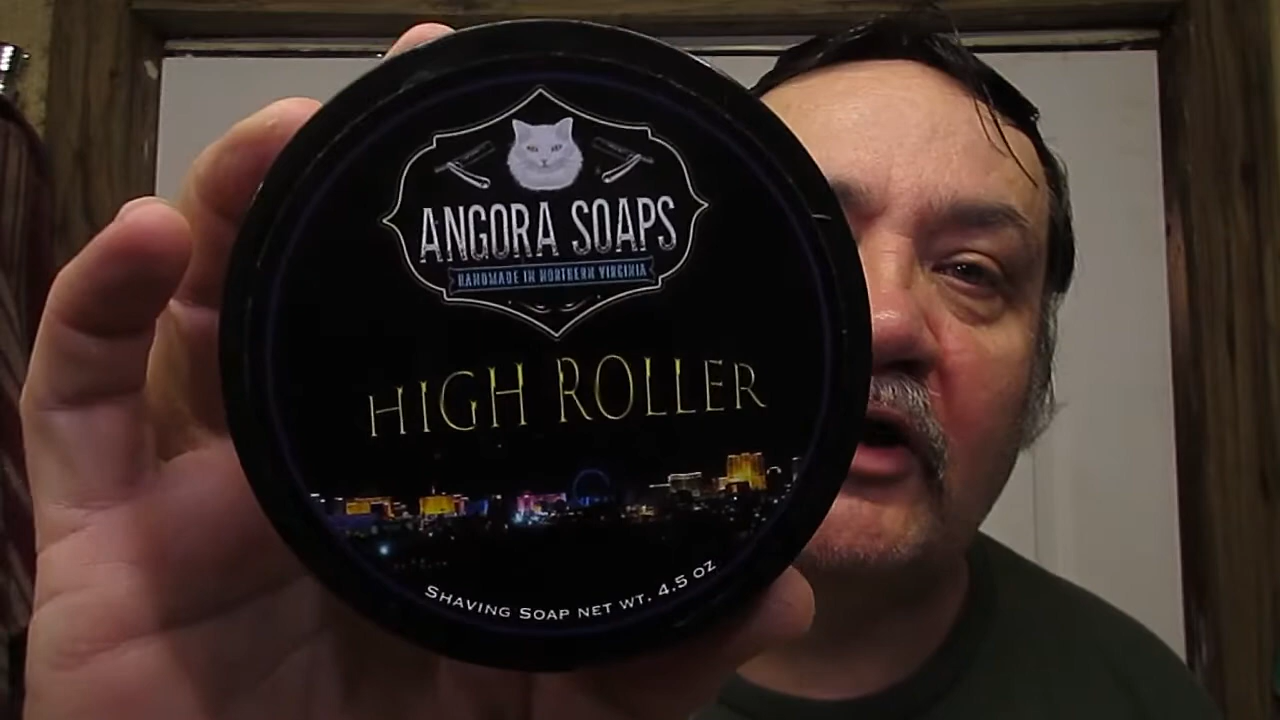 ANGORA SOAPS
HANDMADE IN NORTHERN VIRGINIA
HIGH ROLLER
SHAVING SOAP NET WT. 4.5 OZ